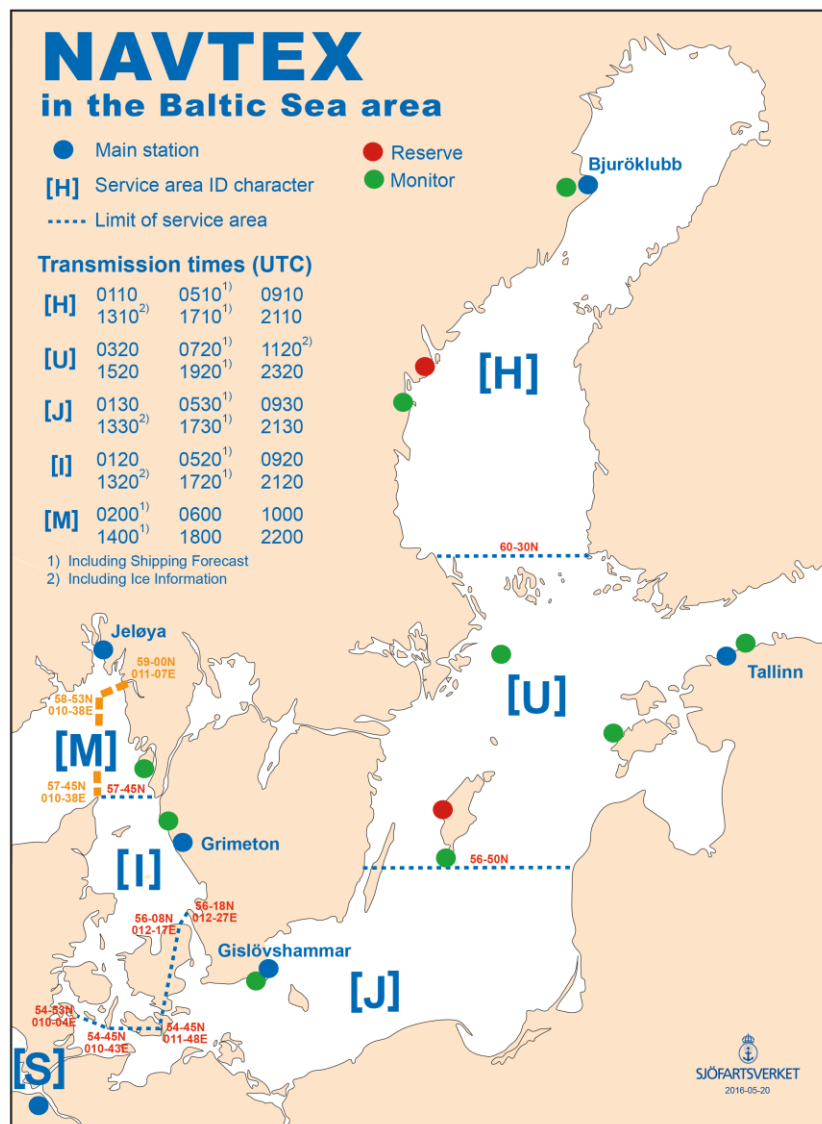 NAVTEX
in the Baltic Sea area
Main station
[H] Service area ID character
Limit of service area
Reserve
Monitor
Transmission times (UTC)
[H] 0110 0510 1) 0910
1310 2) 1710 1) 2110
[U] 0320 0720 1) 1120 2)
1520 1920 1) 2320
[J] 0130 0530 1) 0930
1330 2) 1730 1) 2130
[I] 0120 0520 1) 0920
1320 2) 1720 1) 2120
[M] 0200 1) 0600 1000
1400 1) 1800 2200
1) Including Shipping Forecast
2) Including Ice Information
Bjuröklubb
[H]
60-30N
Jeløya
59-00N
011-07E
58-53N
010-38E
[M]
57-45N
010-38E
57-45N
Tallinn
[U]
Grimeton
56-50N
[I]
56-18N
012-27E
56-08N
012-17E
Gislövshammar
[J]
54-53N
010-04E
54-45N
010-43E
54-45N
011-48E
[S]
SJÖFARTSVERKET
2016-05-20